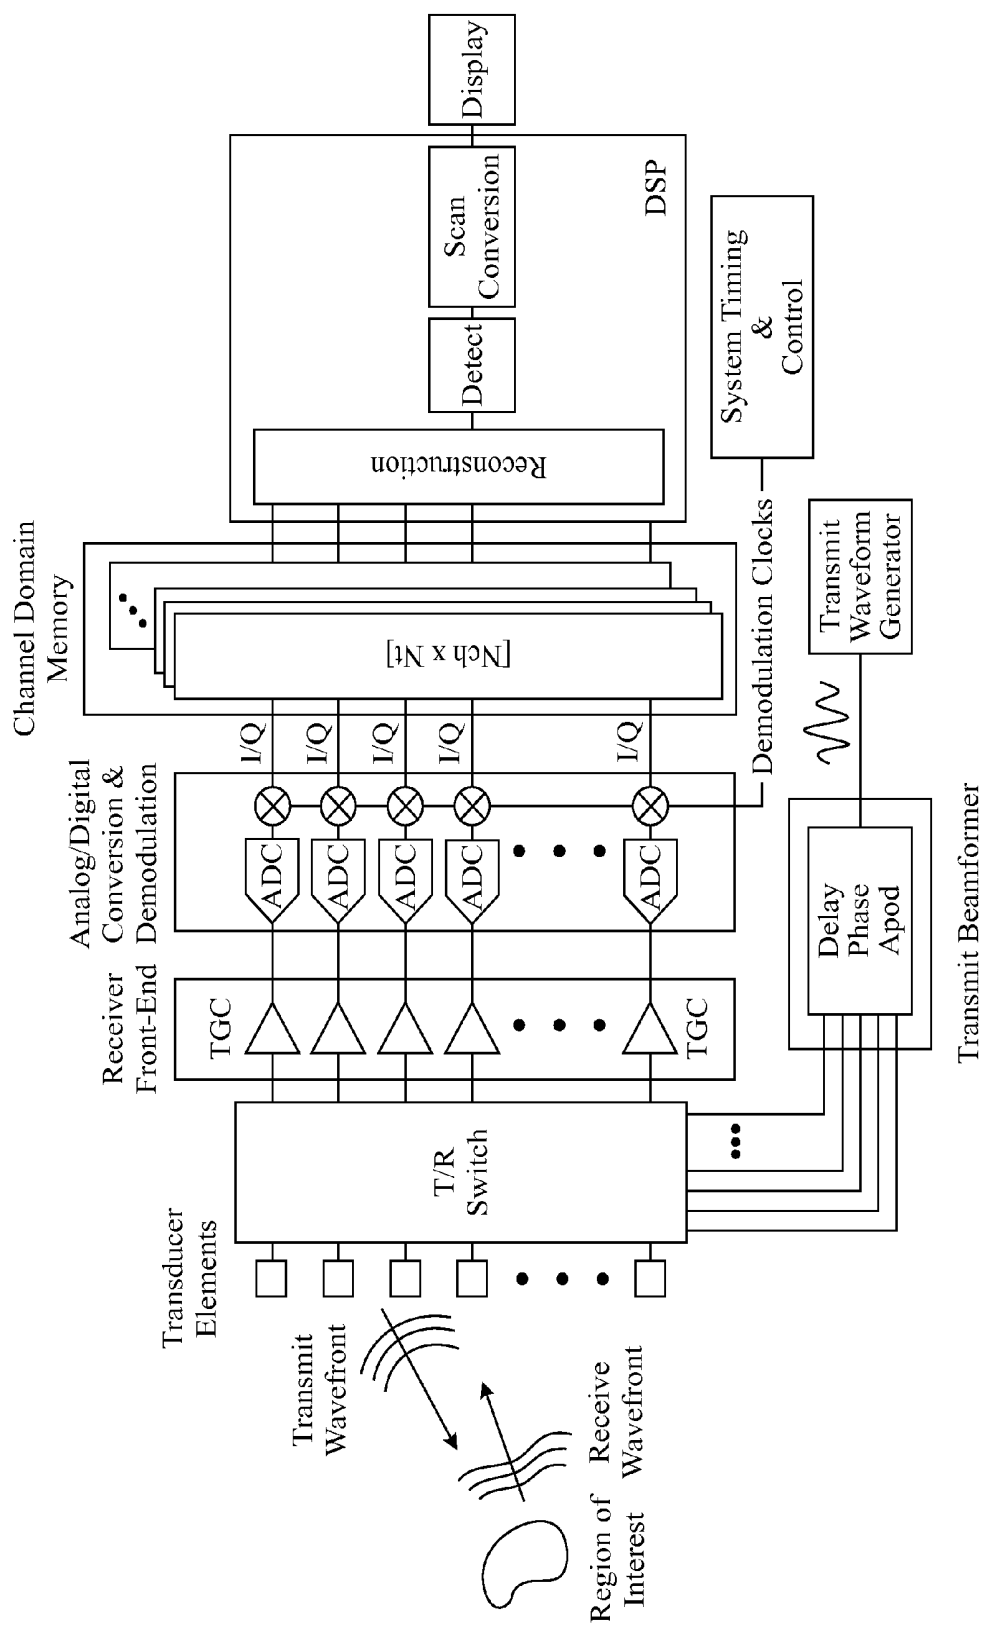 Region of
Interest
Transmit
Wavefront
Receive
Wavefront
Transducer
Elements
T/R
Switch
Receiver
Front-End
TGC
TGC
Analog/Digital
Conversion &
Demodulation
ADC
ADC
ADC
ADC
ADC
I/Q
I/Q
I/Q
I/Q
I/Q
Channel Domain
Memory
[Nch x Nt]
Reconstruction
Detect
Scan
Conversion
DSP
Display
Demodulation Clocks
System Timing
&
Control
Transmit Beamformer
Delay
Phase
Apod
Transmit
Waveform
Generator